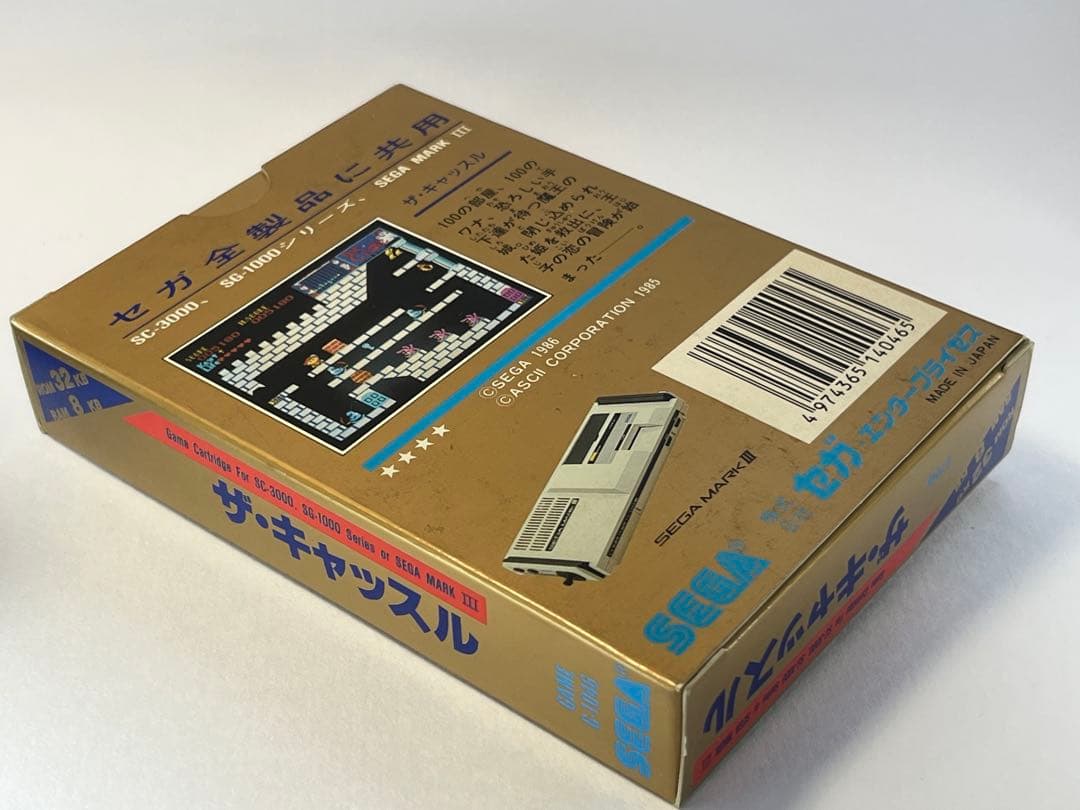 セガ全製品に共用
SC-3000、SG-1000シリーズ、SEGA MARK III
ザ・キャッスル
100の部屋、100の
ワナ、恐ろしい手
下達が待つ魔王の
城。閉じ込められ
た姫を救出に、王
子の恋の冒険が始
まった——。
SCORE
H.SCORE
005180
©SEGA 1986
©ASCII CORPORATION 1985
★★★★
4 974365 140465
SEGA MARK III
セガ・エンタープライゼス
MADE IN JAPAN
SEGA
ROM 32 KB
RAM 8 KB
Game Cartridge For SC-3000, SG-1000 Series or SEGA MARK III
ザ・キャッスル
GAME
G-1046
SEGA
ザ・キャッスル